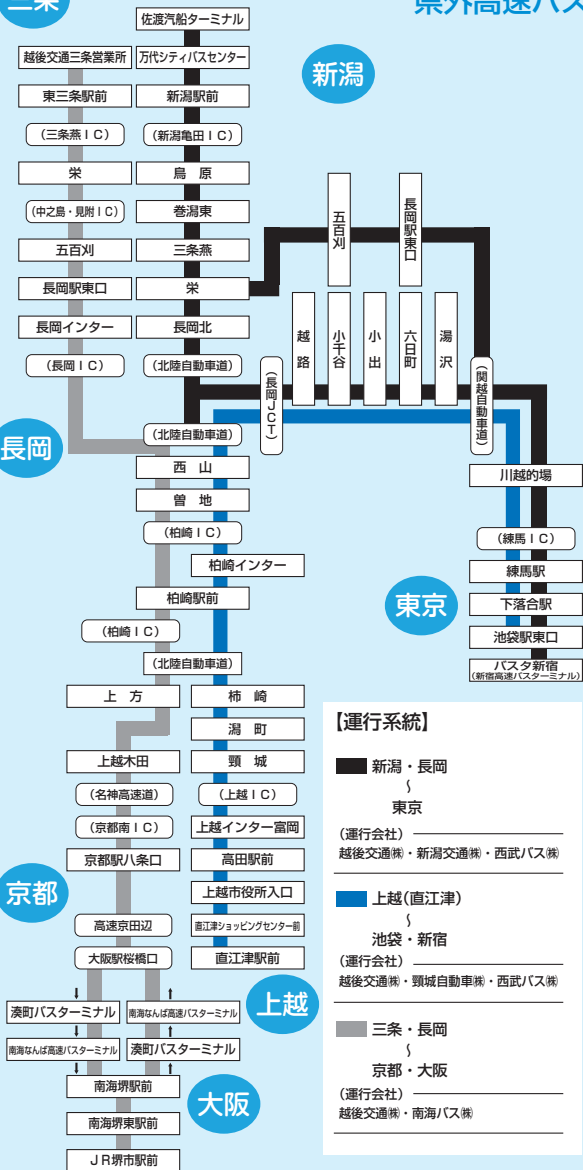 三条
県外高速バス
佐渡汽船ターミナル
越後交通三条営業所
万代シティバスセンター
新潟
東三条駅前
新潟駅前
(三条燕IC)
(新潟亀田IC)
栄
鳥原
(中之島・見附IC)
巻潟東
五百刈
長岡駅東口
五百刈
三条燕
長岡駅東口
栄
長岡インター
長岡北
越路
小千谷
小出
六日町
湯沢
(長岡IC)
(北陸自動車道)
(長岡JCT)
(関越自動車道)
長岡
(北陸自動車道)
西山
川越的場
曽地
(柏崎IC)
(練馬IC)
柏崎インター
練馬駅
東京
柏崎駅前
下落合駅
(柏崎IC)
池袋駅東口
(北陸自動車道)
バスタ新宿
(新宿高速バスターミナル)
上方
柿崎
潟町
上越木田
頸城
(名神高速道)
(上越IC)
(京都南IC)
上越インター富岡
京都駅八条口
高田駅前
京都
上越市役所入口
高速京田辺
直江津ショッピングセンター前
大阪駅桜橋口
直江津駅前
上越
湊町バスターミナル
南海なんば高速バスターミナル
南海なんば高速バスターミナル
湊町バスターミナル
大阪
南海堺駅前
南海堺東駅前
JR堺市駅前
【運行系統】
新潟・長岡
〜
東京
(運行会社)
越後交通㈱・新潟交通㈱・西武バス㈱
上越(直江津)
〜
池袋・新宿
(運行会社)
越後交通㈱・頸城自動車㈱・西武バス㈱
三条・長岡
〜
京都・大阪
(運行会社)
越後交通㈱・南海バス㈱